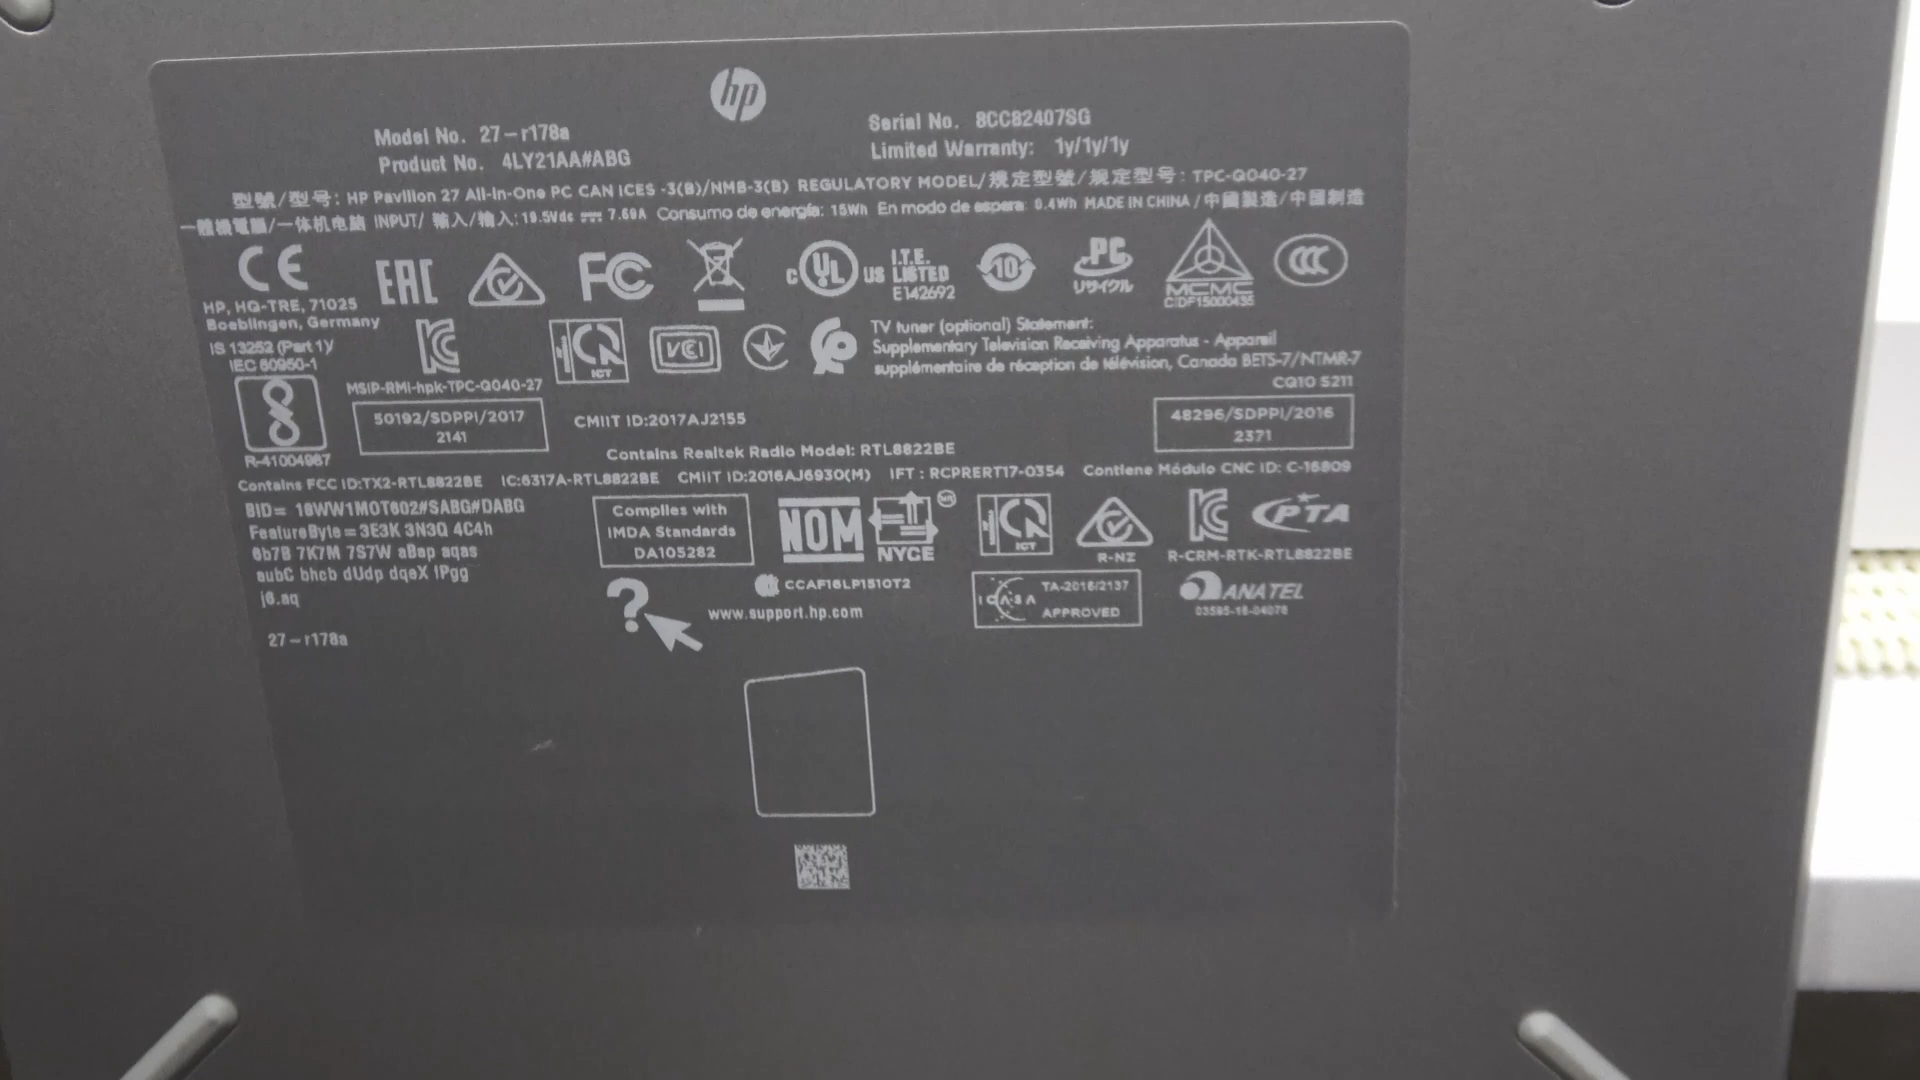 hp
Model No. 27-r178a
Product No. 4LY21AA#ABG
Serial No. 8CC82407SG
Limited Warranty: 1y/1y/1y
型號/型号: HP Pavilion 27 All-In-One PC CAN ICES -3(B)/NMB-3(B) REGULATORY MODEL/規定型號/规定型号: TPC-Q040-27
一體機電腦/一体机电脑 INPUT/ 輸入/输入: 19.5Vdc ⎓ 7.69A Consumo de energía: 15Wh En modo de espera: 0.4Wh MADE IN CHINA / 中國製造/中国制造
CE
HP, HQ-TRE, 71025
Boeblingen, Germany
EAC
FC
c UL US
I.T.E.
LISTED
E142692
10
PC
リサイクル
MCMC
CIDF15000435
CCC
IS 13252 (Part 1)/
IEC 60950-1
R-41004967
MSIP-RMI-hpk-TPC-Q040-27
ICT
VCI
TV tuner (optional) Statement:
Supplementary Television Receiving Apparatus - Appareil
supplémentaire de réception de télévision, Canada BETS-7/NTMR-7
CQ10 5211
50192/SDPPI/2017
2141
CMIIT ID:2017AJ2155
48296/SDPPI/2016
2371
Contains Realtek Radio Model: RTL8822BE
Contains FCC ID:TX2-RTL8822BE IC:6317A-RTL8822BE CMIIT ID:2016AJ6930(M) IFT : RCPRERT17-0354 Contiene Módulo CNC ID: C-16809
BID= 18WW1MOT602#SABG#DABG
FeatureByte = 3E3K 3N3Q 4C4h
6b7B 7K7M 7S7W aBap aqas
aubC bhcb dUdp dqeX IPgg
j6.aq
27-r178a
Complies with
IMDA Standards
DA105282
NOM
NYCE
ICT
R-NZ
PTA
R-CRM-RTK-RTL8822BE
CCAF16LP1510T2
www.support.hp.com
ICASA
TA-2016/2137
APPROVED
ANATEL
03595-16-04076